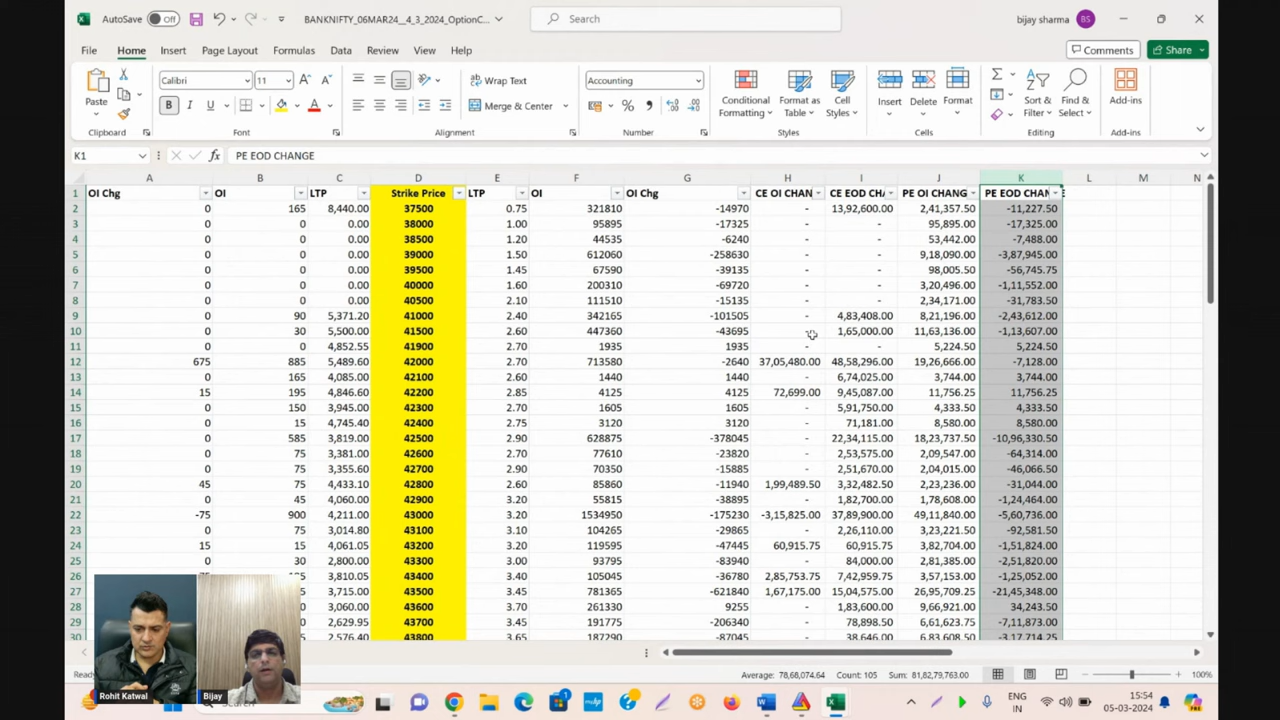 AutoSave Off BANKNIFTY_06MAR24__4_3_2024_OptionC... Search bijay sharma BS
File Home Insert Page Layout Formulas Data Review View Help Comments Share
Paste Calibri 11 Wrap Text Merge & Center Accounting Conditional Formatting Format as Table Cell Styles Insert Delete Format Sort & Filter Find & Select Add-ins
Clipboard Font Alignment Number Styles Cells Editing Add-ins
K1 fx PE EOD CHANGE
A B C D E F G H I J K L M N
1 OI Chg OI LTP Strike Price LTP OI OI Chg CE OI CHAN CE EOD CHA PE OI CHANG PE EOD CHAN E
2 0 165 8,440.00 37500 0.75 321810 -14970 - 13,92,600.00 2,41,357.50 -11,227.50
3 0 0 0.00 38000 1.00 95895 -17325 - - 95,895.00 -17,325.00
4 0 0 0.00 38500 1.20 44535 -6240 - - 53,442.00 -7,488.00
5 0 0 0.00 39000 1.50 612060 -258630 - - 9,18,090.00 -3,87,945.00
6 0 0 0.00 39500 1.45 67590 -39135 - - 98,005.50 -56,745.75
7 0 0 0.00 40000 1.60 200310 -69720 - - 3,20,496.00 -1,11,552.00
8 0 0 0.00 40500 2.10 111510 -15135 - - 2,34,171.00 -31,783.50
9 0 90 5,371.20 41000 2.40 342165 -101505 - 4,83,408.00 8,21,196.00 -2,43,612.00
10 0 30 5,500.00 41500 2.60 447360 -43695 - 1,65,000.00 11,63,136.00 -1,13,607.00
11 0 0 4,852.55 41900 2.70 1935 1935 - - 5,224.50 5,224.50
12 675 885 5,489.60 42000 2.70 713580 -2640 37,05,480.00 48,58,296.00 19,26,666.00 -7,128.00
13 0 165 4,085.00 42100 2.60 1440 1440 - 6,74,025.00 3,744.00 3,744.00
14 15 195 4,846.60 42200 2.85 4125 4125 72,699.00 9,45,087.00 11,756.25 11,756.25
15 0 150 3,945.00 42300 2.70 1605 1605 - 5,91,750.00 4,333.50 4,333.50
16 0 15 4,745.40 42400 2.75 3120 3120 - 71,181.00 8,580.00 8,580.00
17 0 585 3,819.00 42500 2.90 628875 -378045 - 22,34,115.00 18,23,737.50 -10,96,330.50
18 0 75 3,381.00 42600 2.70 77610 -23820 - 2,53,575.00 2,09,547.00 -64,314.00
19 0 75 3,355.60 42700 2.90 70350 -15885 - 2,51,670.00 2,04,015.00 -46,066.50
20 45 75 4,433.10 42800 2.60 85860 -11940 1,99,489.50 3,32,482.50 2,23,236.00 -31,044.00
21 0 45 4,060.00 42900 3.20 55815 -38895 - 1,82,700.00 1,78,608.00 -1,24,464.00
22 -75 900 4,211.00 43000 3.20 1534950 -175230 -3,15,825.00 37,89,900.00 49,11,840.00 -5,60,736.00
23 0 75 3,014.80 43100 3.10 104265 -29865 - 2,26,110.00 3,23,221.50 -92,581.50
24 15 15 4,061.05 43200 3.20 119595 -47445 60,915.75 60,915.75 3,82,704.00 -1,51,824.00
25 0 30 2,800.00 43300 3.00 93795 -83940 - 84,000.00 2,81,385.00 -2,51,820.00
26 3,810.05 43400 3.40 105045 -36780 2,85,753.75 7,42,959.75 3,57,153.00 -1,25,052.00
27 3,715.00 43500 3.45 781365 -621840 1,67,175.00 15,04,575.00 26,95,709.25 -21,45,348.00
28 3,060.00 43600 3.70 261330 9255 - 1,83,600.00 9,66,921.00 34,243.50
29 2,629.95 43700 3.45 191775 -206340 - 78,898.50 6,61,623.75 -7,11,873.00
30 2,576.40 43800 3.65 187290 -87045 - 38,646.00 6,83,608.50 -3,17,714.25
Rohit Katwal Bijay
Ready Average: 78,68,074.64 Count: 105 Sum: 81,82,79,763.00 100%
Search ENG IN 15:54 05-03-2024